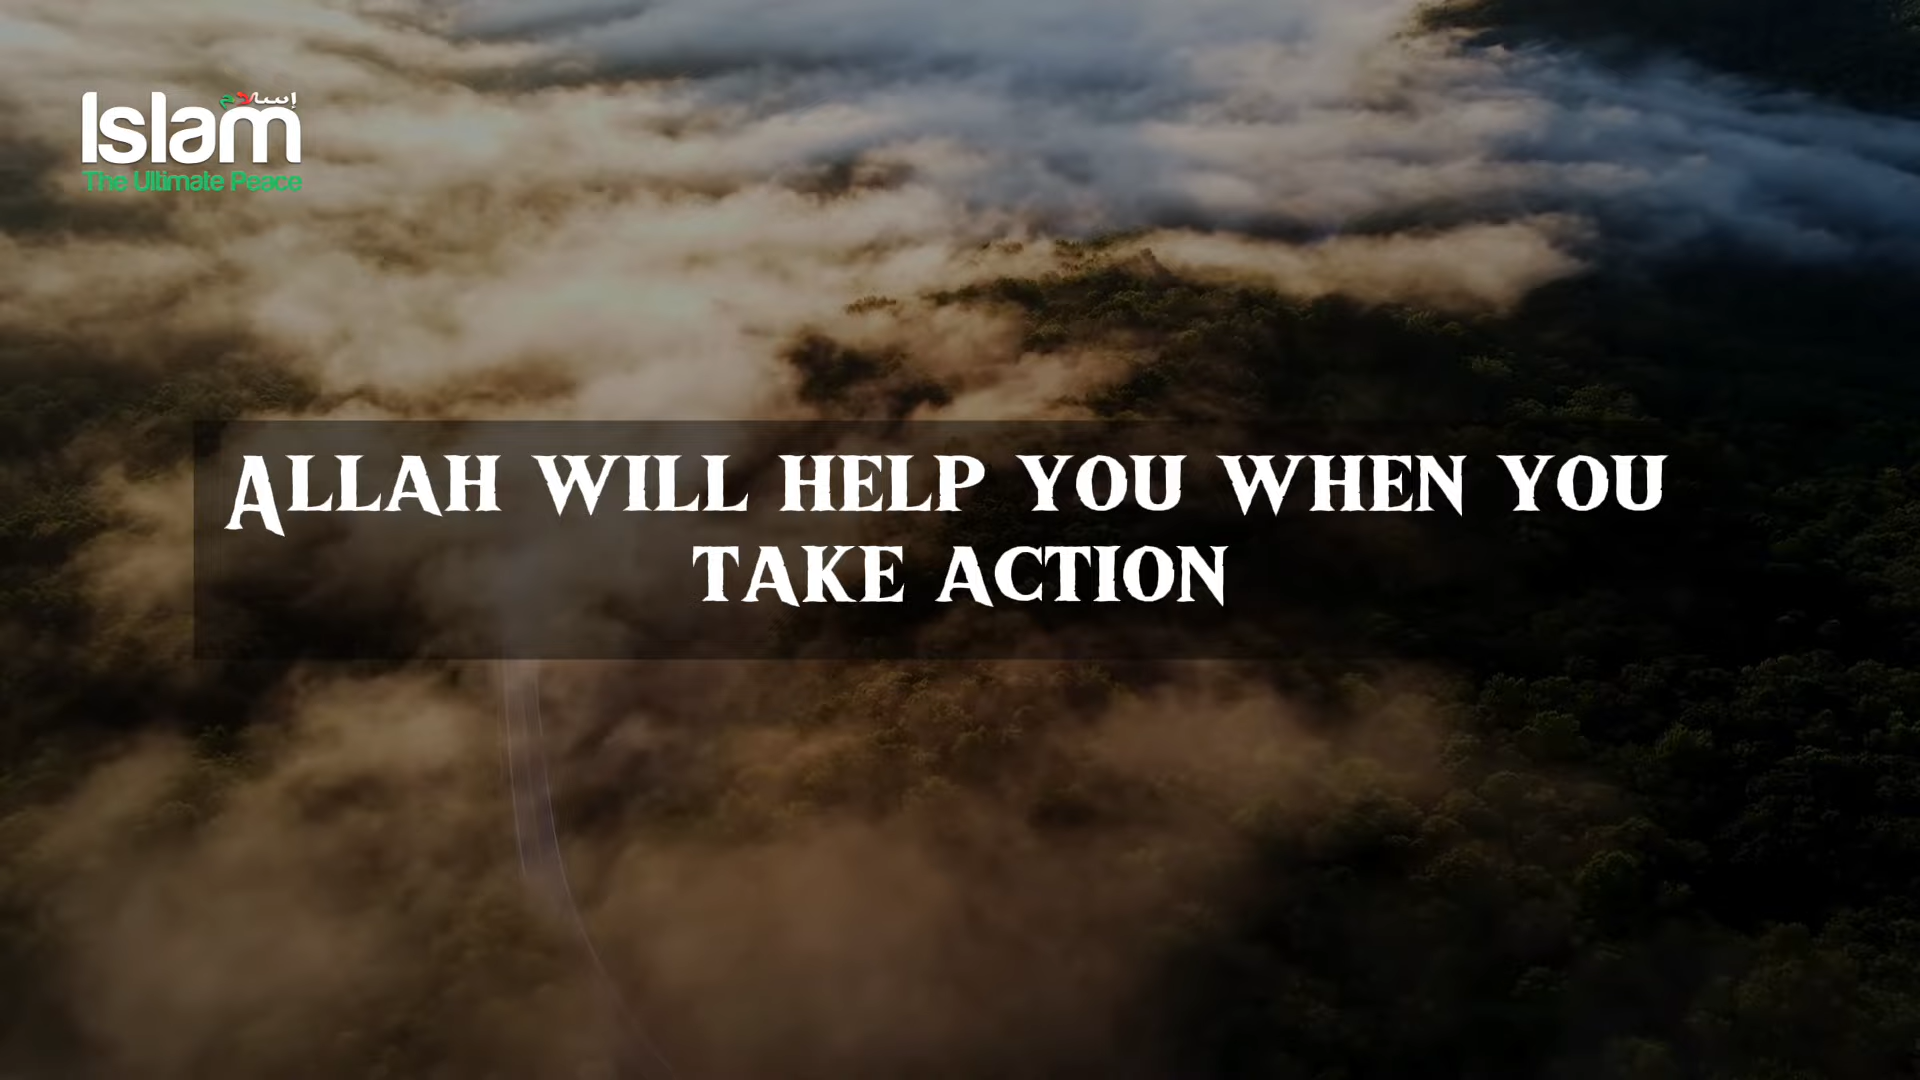 إسلام
Islam
The Ultimate Peace
Allah will help you when you
take action